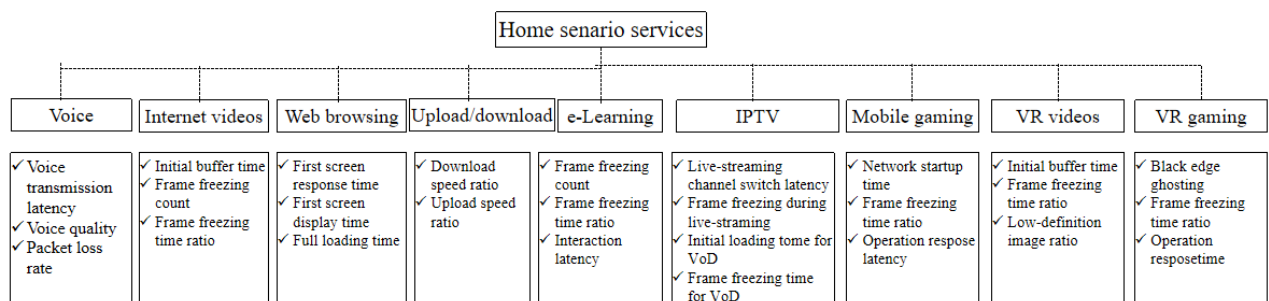 Home senario services
Voice
Internet videos
Web browsing
Upload/download
e-Learning
IPTV
Mobile gaming
VR videos
VR gaming
✓ Voice
transmission
latency
✓ Voice quality
✓ Packet loss
rate
✓ Initial buffer time
✓ Frame freezing
count
✓ Frame freezing
time ratio
✓ First screen
response time
✓ First screen
display time
✓ Full loading time
✓ Download
speed ratio
✓ Upload speed
ratio
✓ Frame freezing
count
✓ Frame freezing
time ratio
✓ Interaction
latency
✓ Live-streaming
channel switch latency
✓ Frame freezing during
live-straming
✓ Initial loading tome for
VoD
✓ Frame freezing time
for VoD
✓ Network startup
time
✓ Frame freezing
time ratio
✓ Operation respose
latency
✓ Initial buffer time
✓ Frame freezing
time ratio
✓ Low-definition
image ratio
✓ Black edge
ghosting
✓ Frame freezing
time ratio
✓ Operation
resposetime